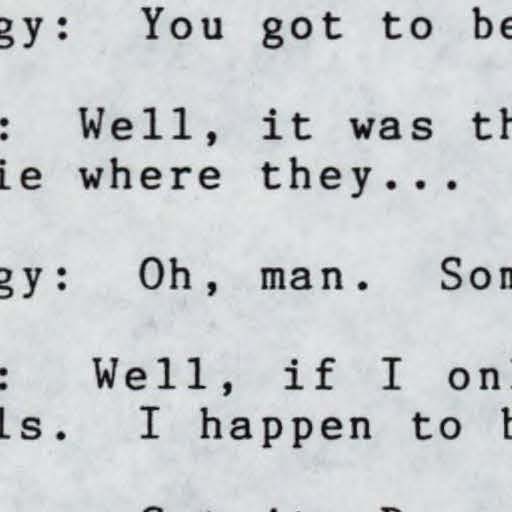 gy: You got to be
: Well, it was th
ie where they...
gy: Oh, man. Som
: Well, if I onl
ls. I happen to b